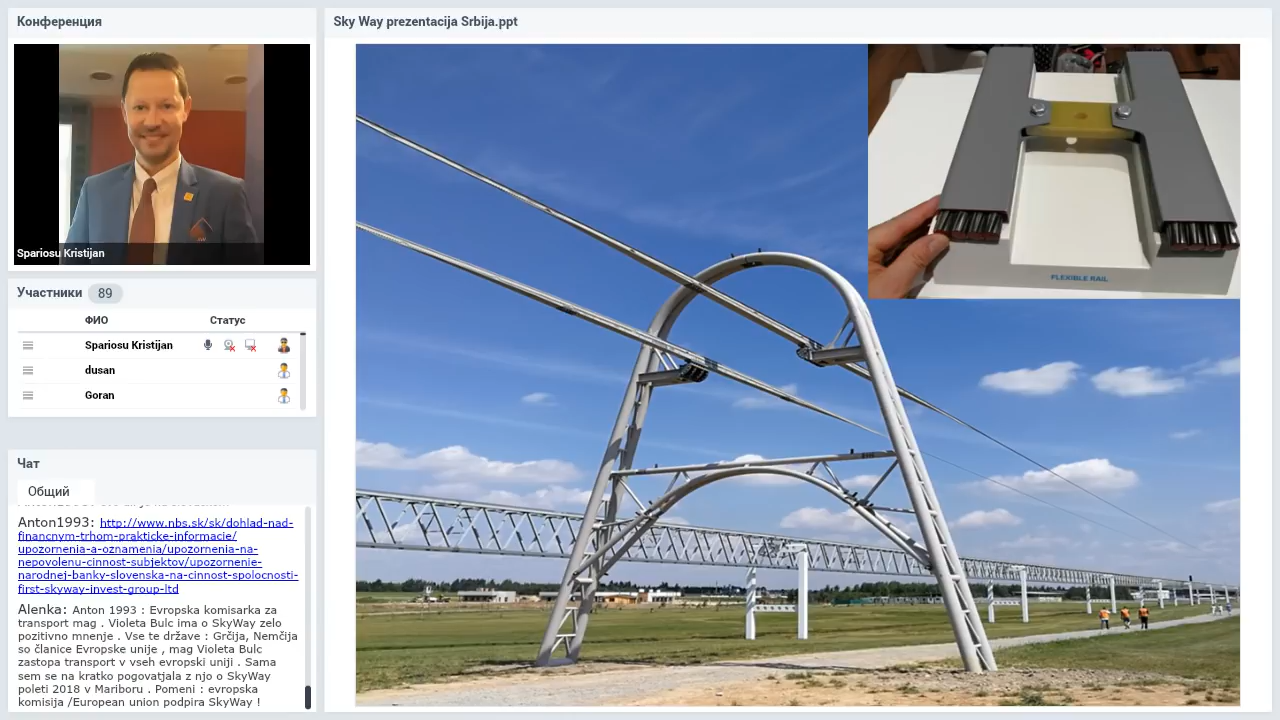 Конференция
Spariosu Kristijan
Участники 89
ФИО Статус
Spariosu Kristijan
dusan
Goran
Чат
Общий
Anton1993: http://www.nbs.sk/sk/dohlad-nad-
financnym-trhom-prakticke-informacie/
upozornenia-a-oznamenia/upozornenia-na-
nepovolenu-cinnost-subjektov/upozornenie-
narodnej-banky-slovenska-na-cinnost-spolocnosti-
first-skyway-invest-group-ltd
Alenka: Anton 1993 : Evropska komisarka za
transport mag . Violeta Bulc ima o SkyWay zelo
pozitivno mnenje . Vse te države : Grčija, Nemčija
so članice Evropske unije , mag Violeta Bulc
zastopa transport v vseh evropski uniji . Sama
sem se na kratko pogovatjala z njo o SkyWay
poleti 2018 v Mariboru . Pomeni : evropska
komisija /European union podpira SkyWay !
Sky Way prezentacija Srbija.ppt
FLEXIBLE RAIL